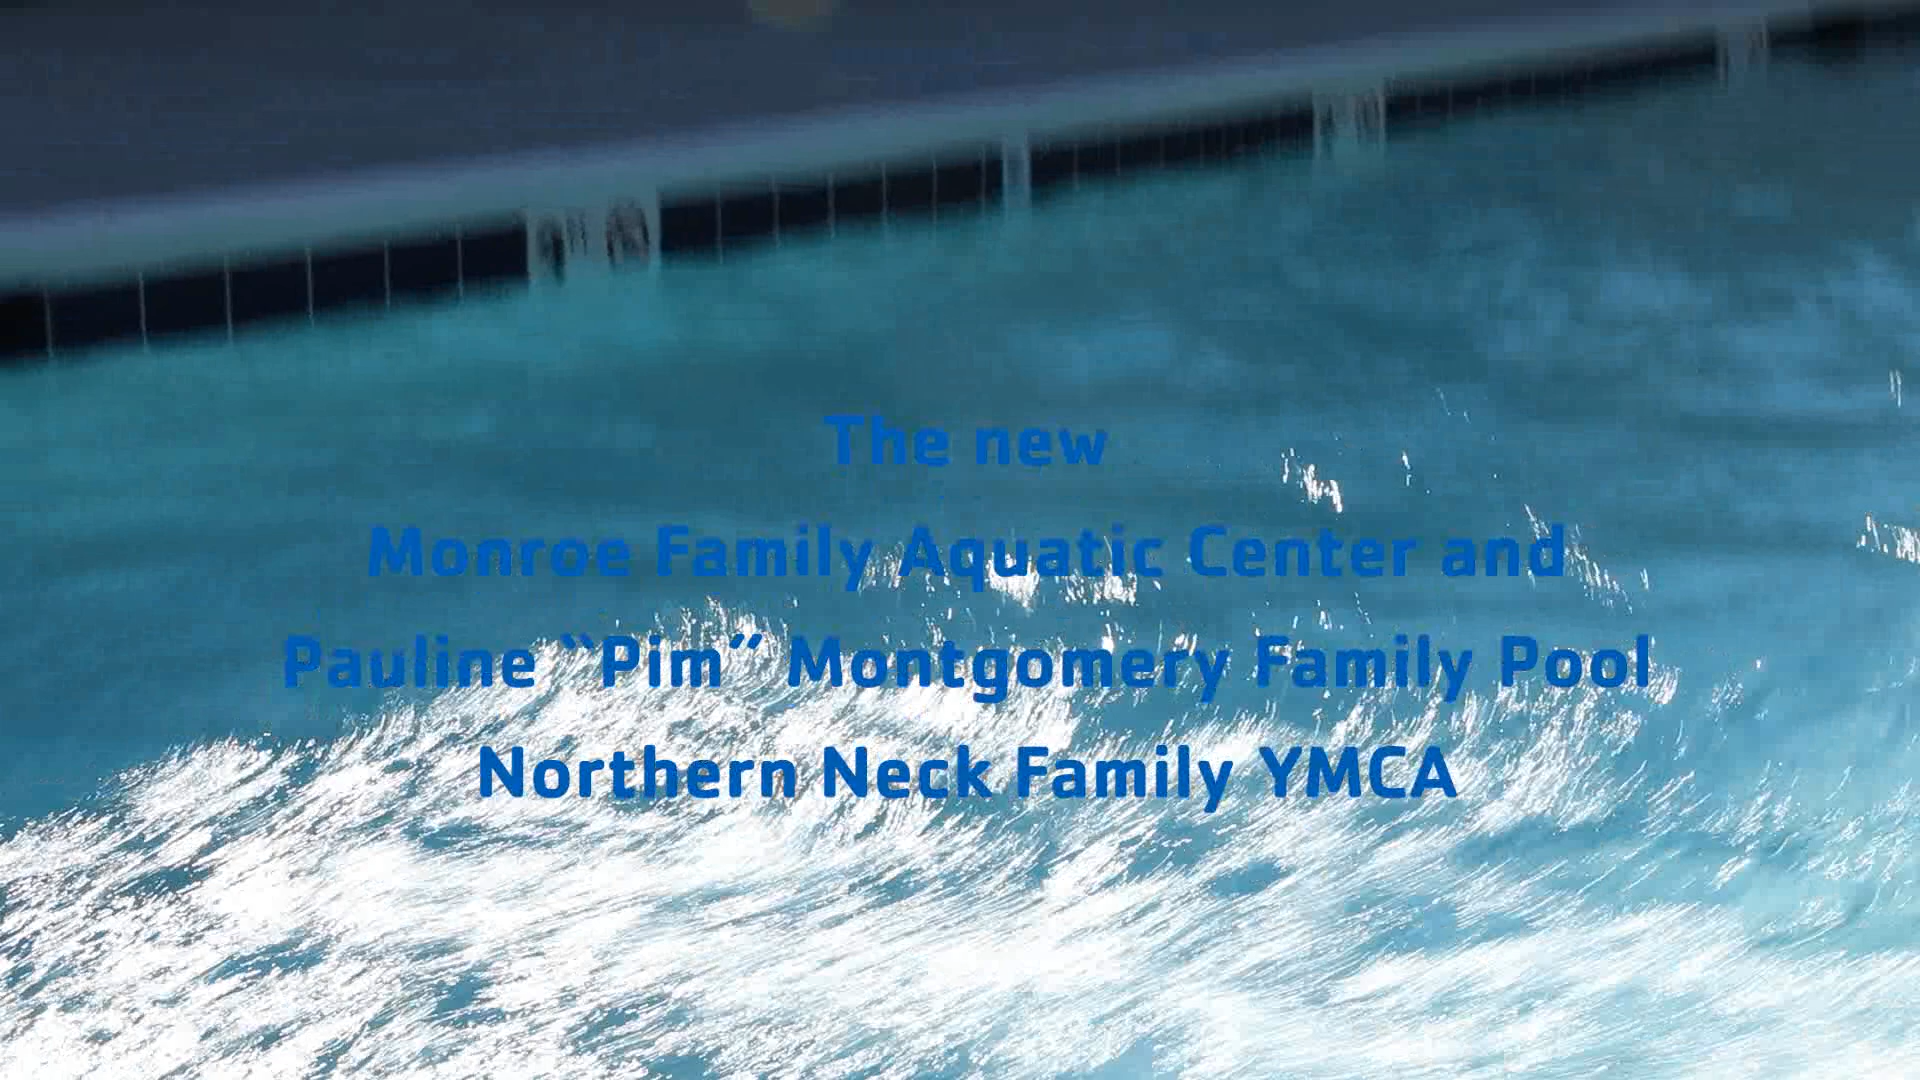 The new
Monroe Family Aquatic Center and
Pauline “Pim” Montgomery Family Pool
Northern Neck Family YMCA